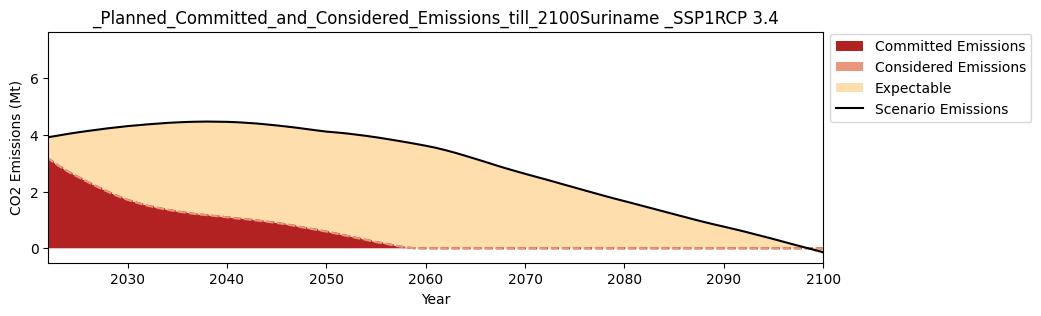 _Planned_Committed_and_Considered_Emissions_till_2100Suriname _SSP1RCP 3.4
CO2 Emissions (Mt)
6
4
2
0
2030 2040 2050 2060 2070 2080 2090 2100
Year
Committed Emissions
Considered Emissions
Expectable
Scenario Emissions